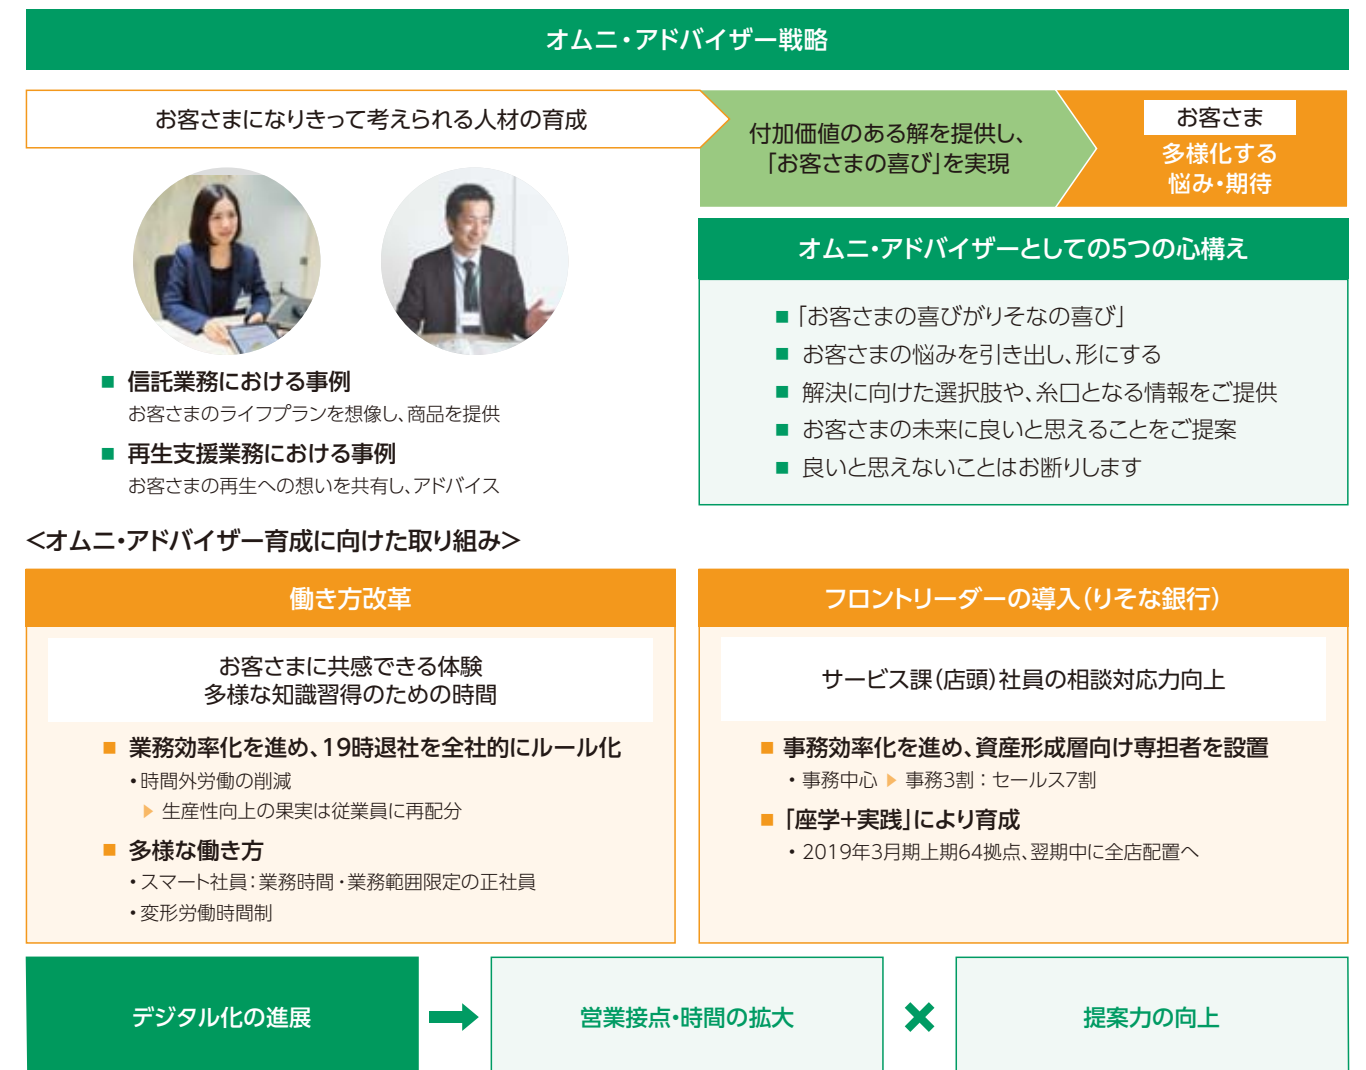 オムニ・アドバイザー戦略
お客さまになりきって考えられる人材の育成
付加価値のある解を提供し、
「お客さまの喜び」を実現
お客さま
多様化する
悩み・期待
■ 信託業務における事例
お客さまのライフプランを想像し、商品を提供
■ 再生支援業務における事例
お客さまの再生への想いを共有し、アドバイス
オムニ・アドバイザーとしての5つの心構え
■ 「お客さまの喜びがりそなの喜び」
■ お客さまの悩みを引き出し、形にする
■ 解決に向けた選択肢や、糸口となる情報をご提供
■ お客さまの未来に良いと思えることをご提案
■ 良いと思えないことはお断りします
＜オムニ・アドバイザー育成に向けた取り組み＞
働き方改革
お客さまに共感できる体験
多様な知識習得のための時間
■ 業務効率化を進め、19時退社を全社的にルール化
・時間外労働の削減
▶ 生産性向上の果実は従業員に再配分
■ 多様な働き方
・スマート社員：業務時間・業務範囲限定の正社員
・変形労働時間制
フロントリーダーの導入（りそな銀行）
サービス課（店頭）社員の相談対応力向上
■ 事務効率化を進め、資産形成層向け専担者を設置
・事務中心 ▶ 事務3割：セールス7割
■ 「座学+実践」により育成
・2019年3月期上期64拠点、翌期中に全店配置へ
デジタル化の進展
営業接点・時間の拡大
提案力の向上